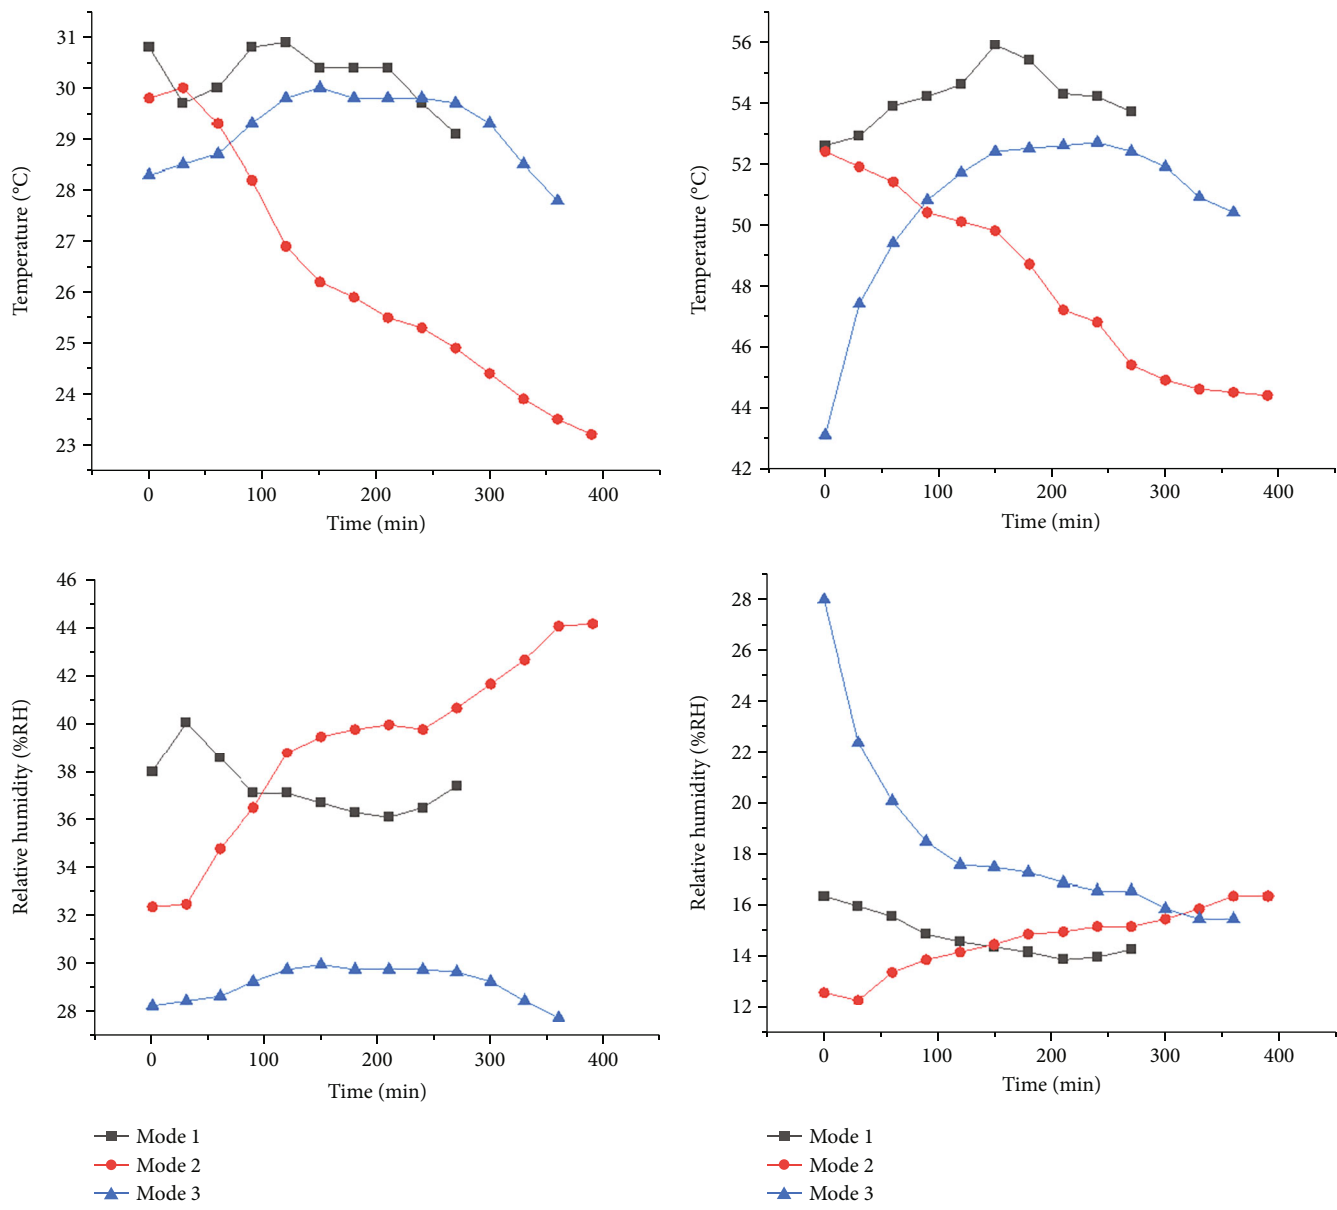 31
30
29
28
27
26
25
24
23
Temperature (°C)
0 100 200 300 400
Time (min)
56
54
52
50
48
46
44
42
Temperature (°C)
0 100 200 300 400
Time (min)
46
44
42
40
38
36
34
32
30
28
Relative humidity (%RH)
0 100 200 300 400
Time (min)
Mode 1
Mode 2
Mode 3
28
26
24
22
20
18
16
14
12
Relative humidity (%RH)
0 100 200 300 400
Time (min)
Mode 1
Mode 2
Mode 3